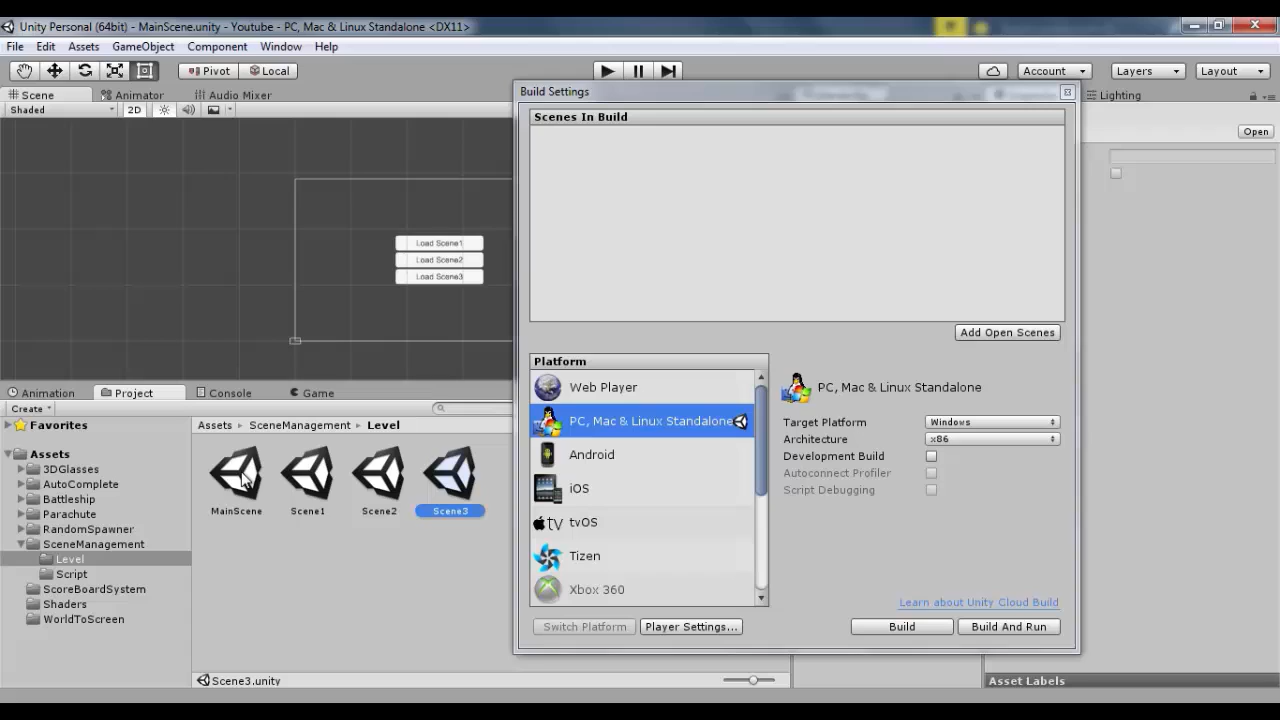 Unity Personal (64bit) - MainScene.unity - Youtube - PC, Mac & Linux Standalone <DX11>
File Edit Assets GameObject Component Window Help
Pivot Local Account Layers Layout
Scene Animator Audio Mixer
Shaded 2D
Load Scene1
Load Scene2
Load Scene3
Build Settings
Scenes In Build
Add Open Scenes
Platform
Web Player
PC, Mac & Linux Standalone
Android
iOS
tvOS
Tizen
Xbox 360
PC, Mac & Linux Standalone
Target Platform Windows
Architecture x86
Development Build
Autoconnect Profiler
Script Debugging
Learn about Unity Cloud Build
Switch Platform Player Settings... Build Build And Run
Lighting
Open
Animation Project Console Game
Create
Favorites
Assets
3DGlasses
AutoComplete
Battleship
Parachute
RandomSpawner
SceneManagement
Level
Script
ScoreBoardSystem
Shaders
WorldToScreen
Assets SceneManagement Level
MainScene Scene1 Scene2 Scene3
Scene3.unity
Asset Labels